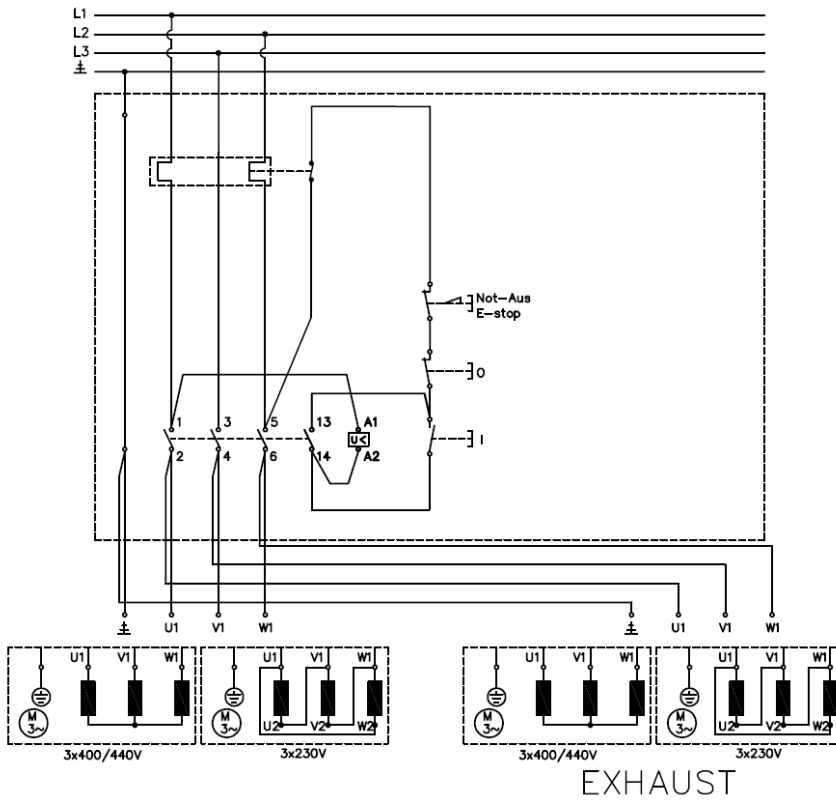 L1
L2
L3
Not-Aus
E-stop
O
1 3 5 13 A1
U<
I
2 4 6 14 A2
U1 V1 W1 U1 V1 W1
U1 V1 W1 U1 V1 W1 U1 V1 W1 U1 V1 W1
M
3~
U2 V2 W2
M
3~
U2 V2 W2
M
3~
M
3~
3x400/440V 3x230V 3x400/440V 3x230V
EXHAUST